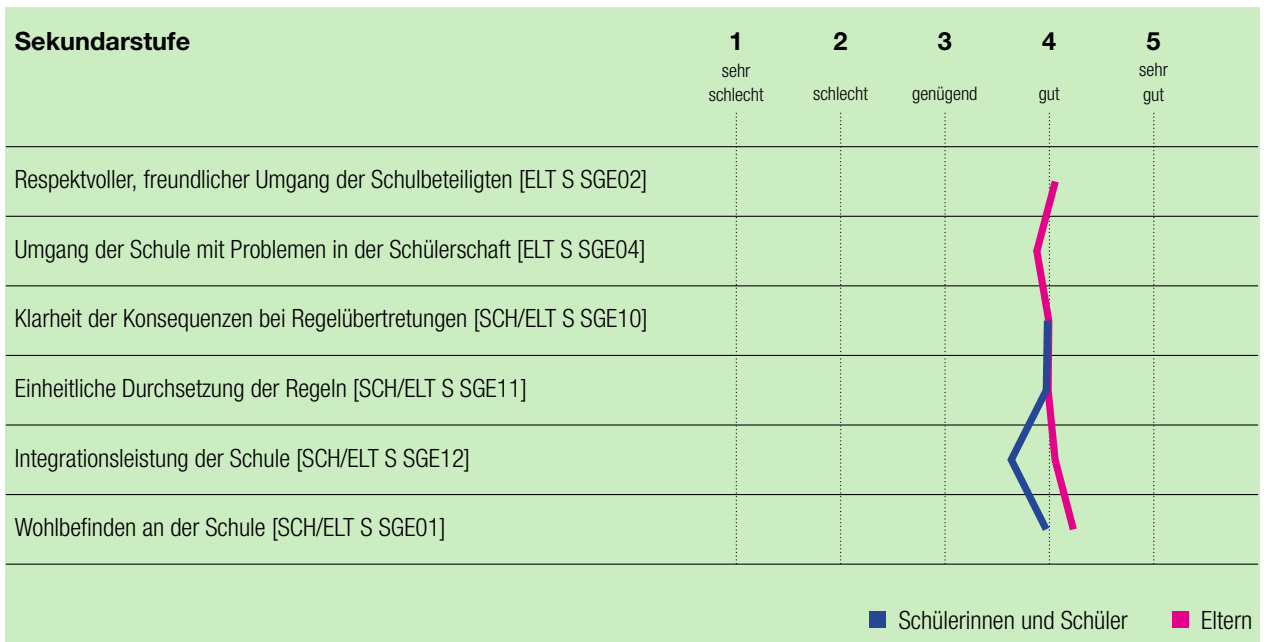 Sekundarstufe 1 2 3 4 5
sehr schlecht schlecht genügend gut sehr gut
Respektvoller, freundlicher Umgang der Schulbeteiligten [ELT S SGE02]
Umgang der Schule mit Problemen in der Schülerschaft [ELT S SGE04]
Klarheit der Konsequenzen bei Regelübertretungen [SCH/ELT S SGE10]
Einheitliche Durchsetzung der Regeln [SCH/ELT S SGE11]
Integrationsleistung der Schule [SCH/ELT S SGE12]
Wohlbefinden an der Schule [SCH/ELT S SGE01]
Schülerinnen und Schüler Eltern